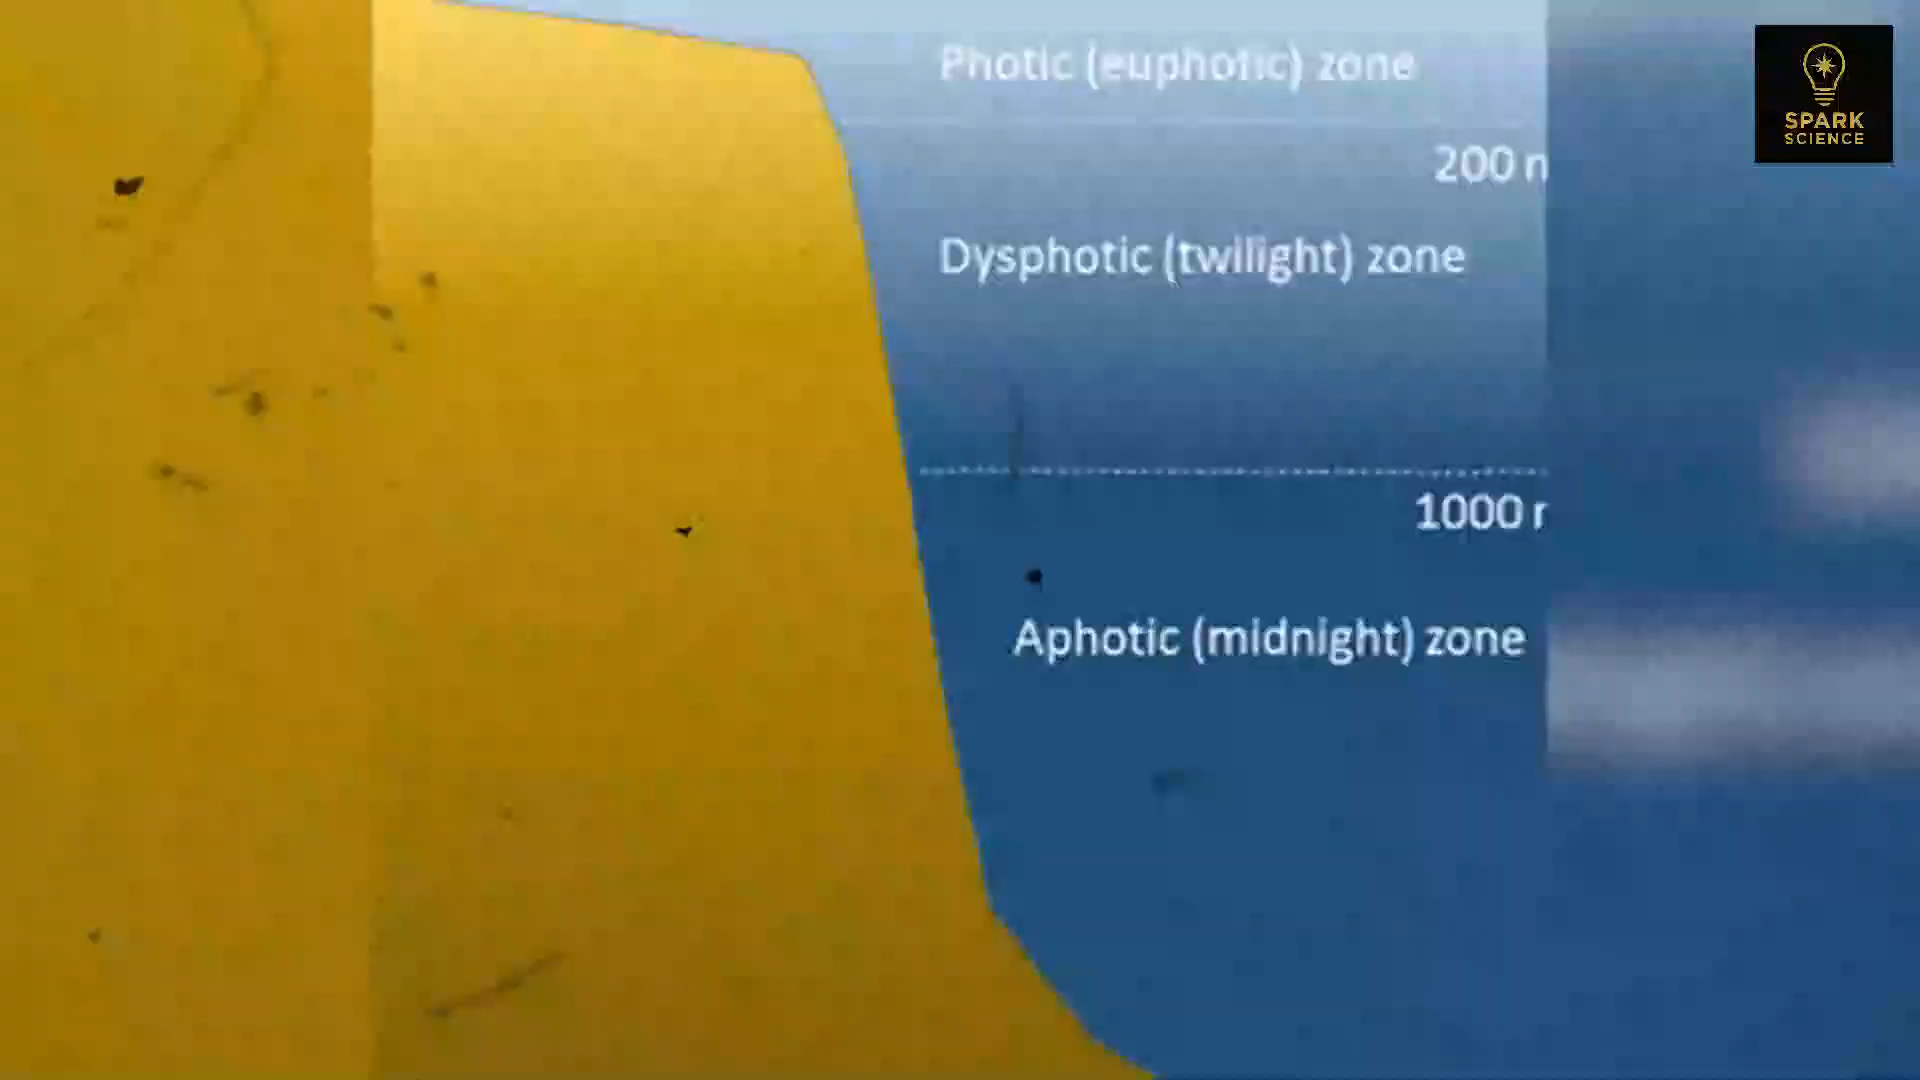 Photic (euphotic) zone
SPARK
SCIENCE
200 m
Dysphotic (twilight) zone
1000 r
Aphotic (midnight) zone